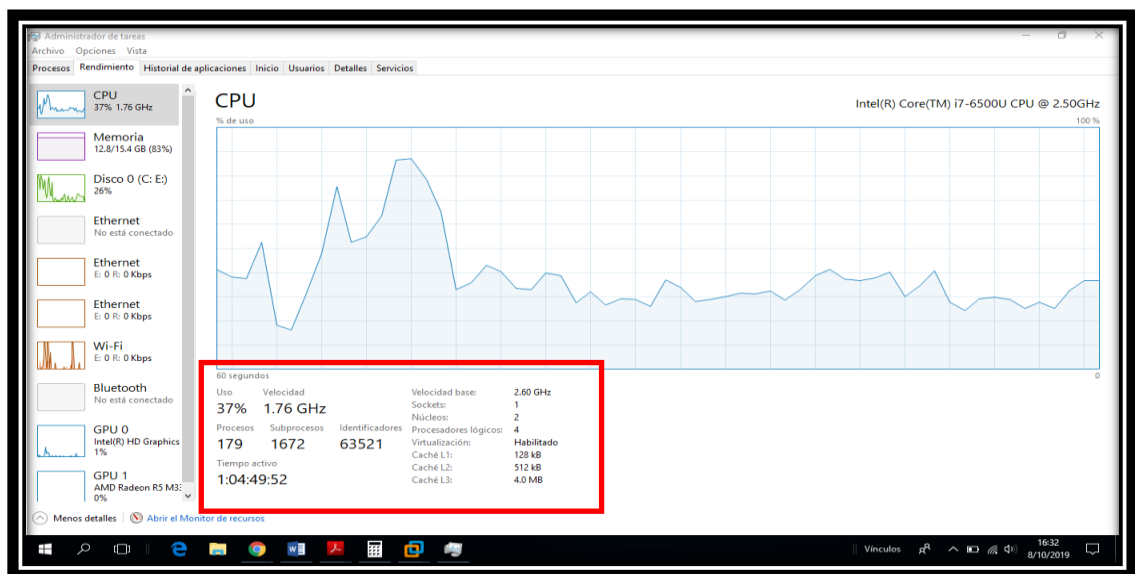 Administrador de tareas
Archivo Opciones Vista
Procesos Rendimiento Historial de aplicaciones Inicio Usuarios Detalles Servicios
CPU
37% 1.76 GHz
Memoria
12.8/15.4 GB (83%)
Disco 0 (C: E:)
26%
Ethernet
No está conectado
Ethernet
E: 0 R: 0 Kbps
Ethernet
E: 0 R: 0 Kbps
Wi-Fi
E: 0 R: 0 Kbps
Bluetooth
No está conectado
GPU 0
Intel(R) HD Graphics
1%
GPU 1
AMD Radeon R5 M3
0%
CPU
Intel(R) Core(TM) i7-6500U CPU @ 2.50GHz
% de uso
100 %
60 segundos
0
Uso Velocidad
37% 1.76 GHz
Procesos Subprocesos Identificadores
179 1672 63521
Tiempo activo
1:04:49:52
Velocidad base: 2.60 GHz
Sockets: 1
Núcleos: 2
Procesadores lógicos: 4
Virtualización: Habilitado
Caché L1: 128 kB
Caché L2: 512 kB
Caché L3: 4.0 MB
Menos detalles Abrir el Monitor de recursos
Vínculos
16:32
8/10/2019